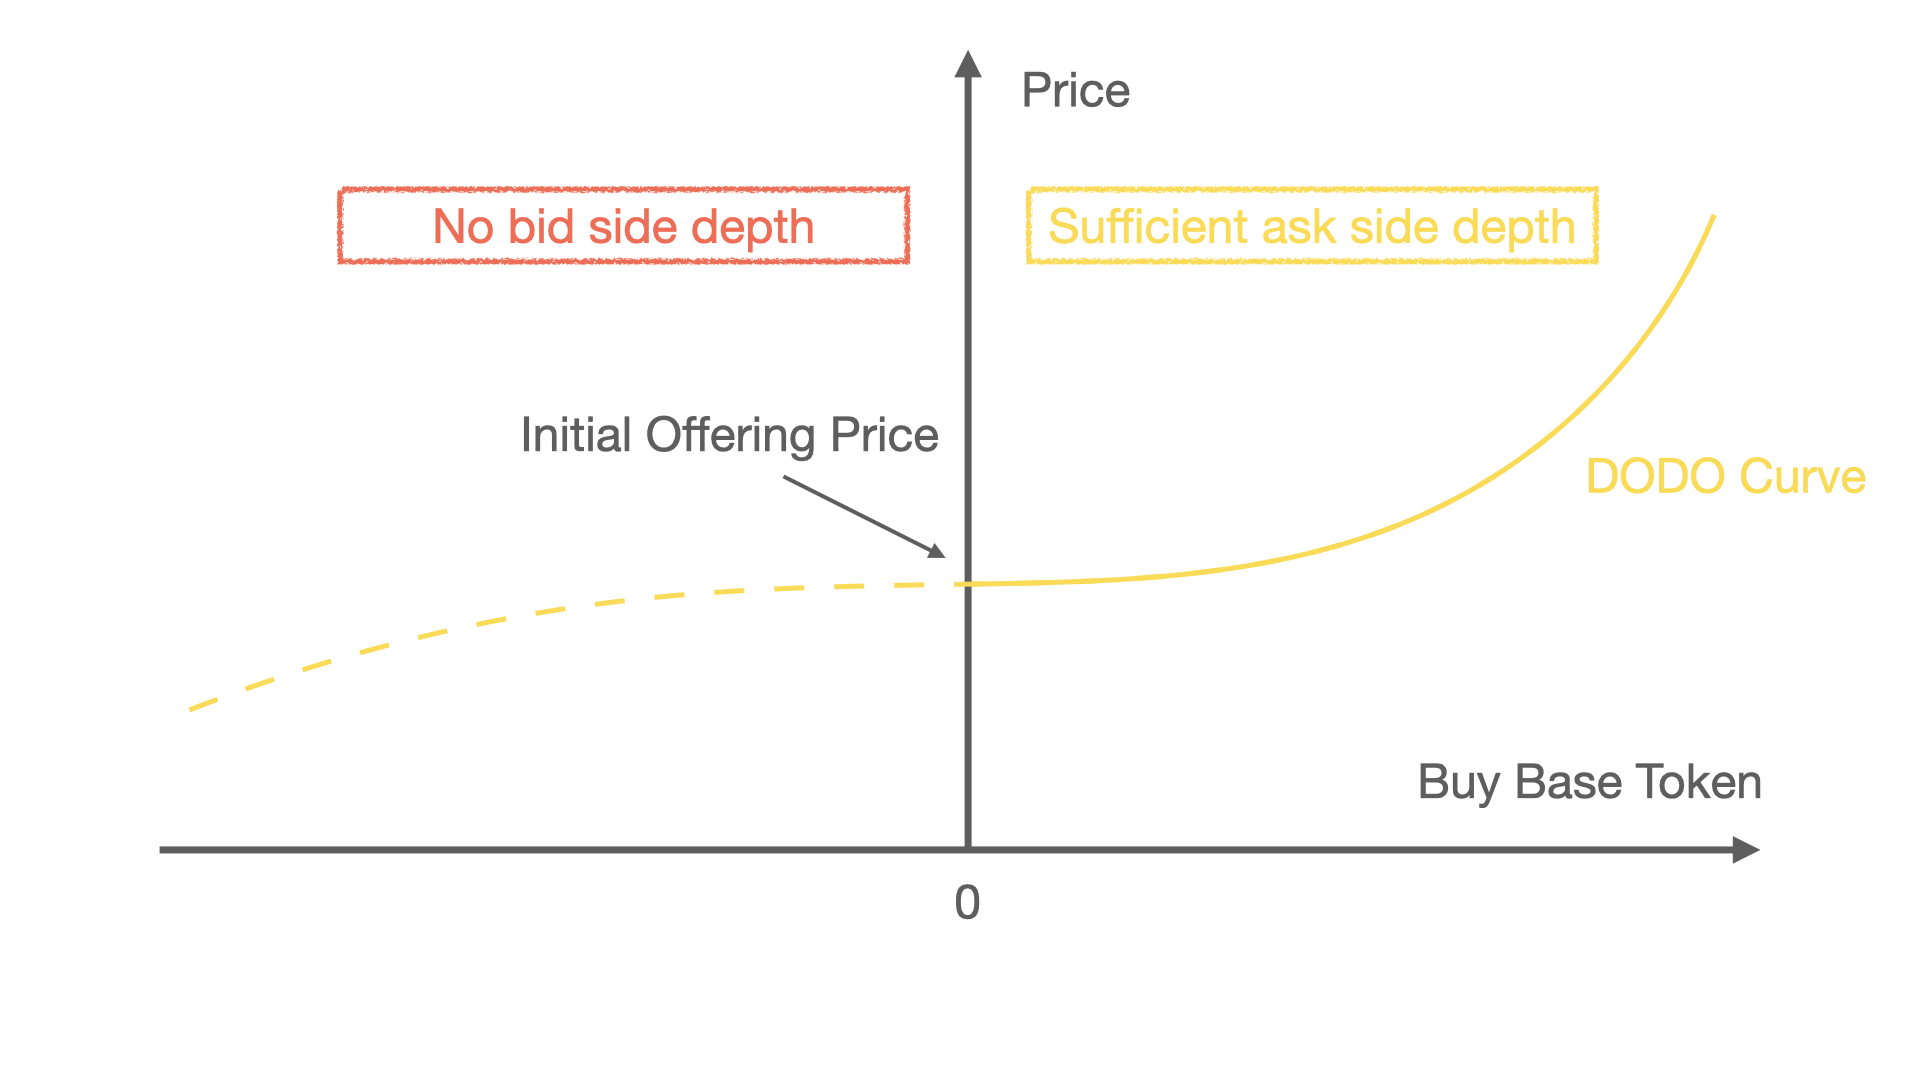 Price
No bid side depth
Sufficient ask side depth
Initial Offering Price
DODO Curve
Buy Base Token
0